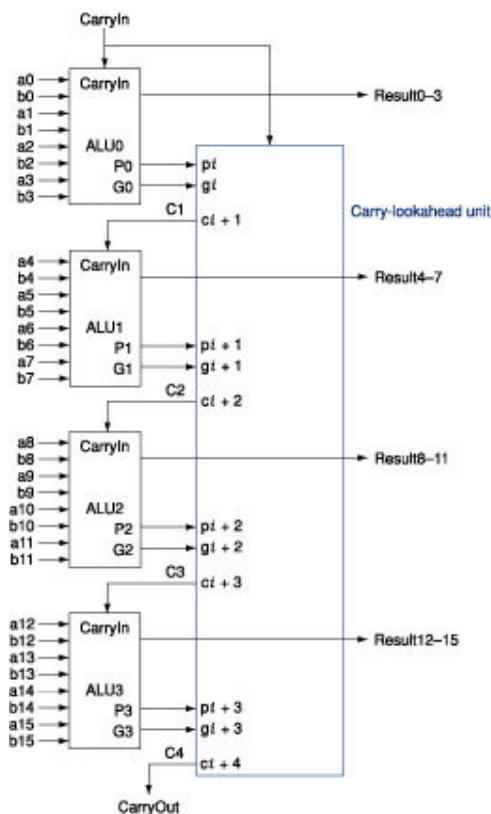 CarryIn
a0
b0
a1
b1
a2
b2
a3
b3
CarryIn
ALU0
P0
G0
Result0–3
pi
gi
C1
ci + 1
Carry-lookahead unit
a4
b4
a5
b5
a6
b6
a7
b7
CarryIn
ALU1
P1
G1
Result4–7
pi + 1
gi + 1
C2
ci + 2
a8
b8
a9
b9
a10
b10
a11
b11
CarryIn
ALU2
P2
G2
Result8–11
pi + 2
gi + 2
C3
ci + 3
a12
b12
a13
b13
a14
b14
a15
b15
CarryIn
ALU3
P3
G3
Result12–15
pi + 3
gi + 3
C4
ci + 4
CarryOut